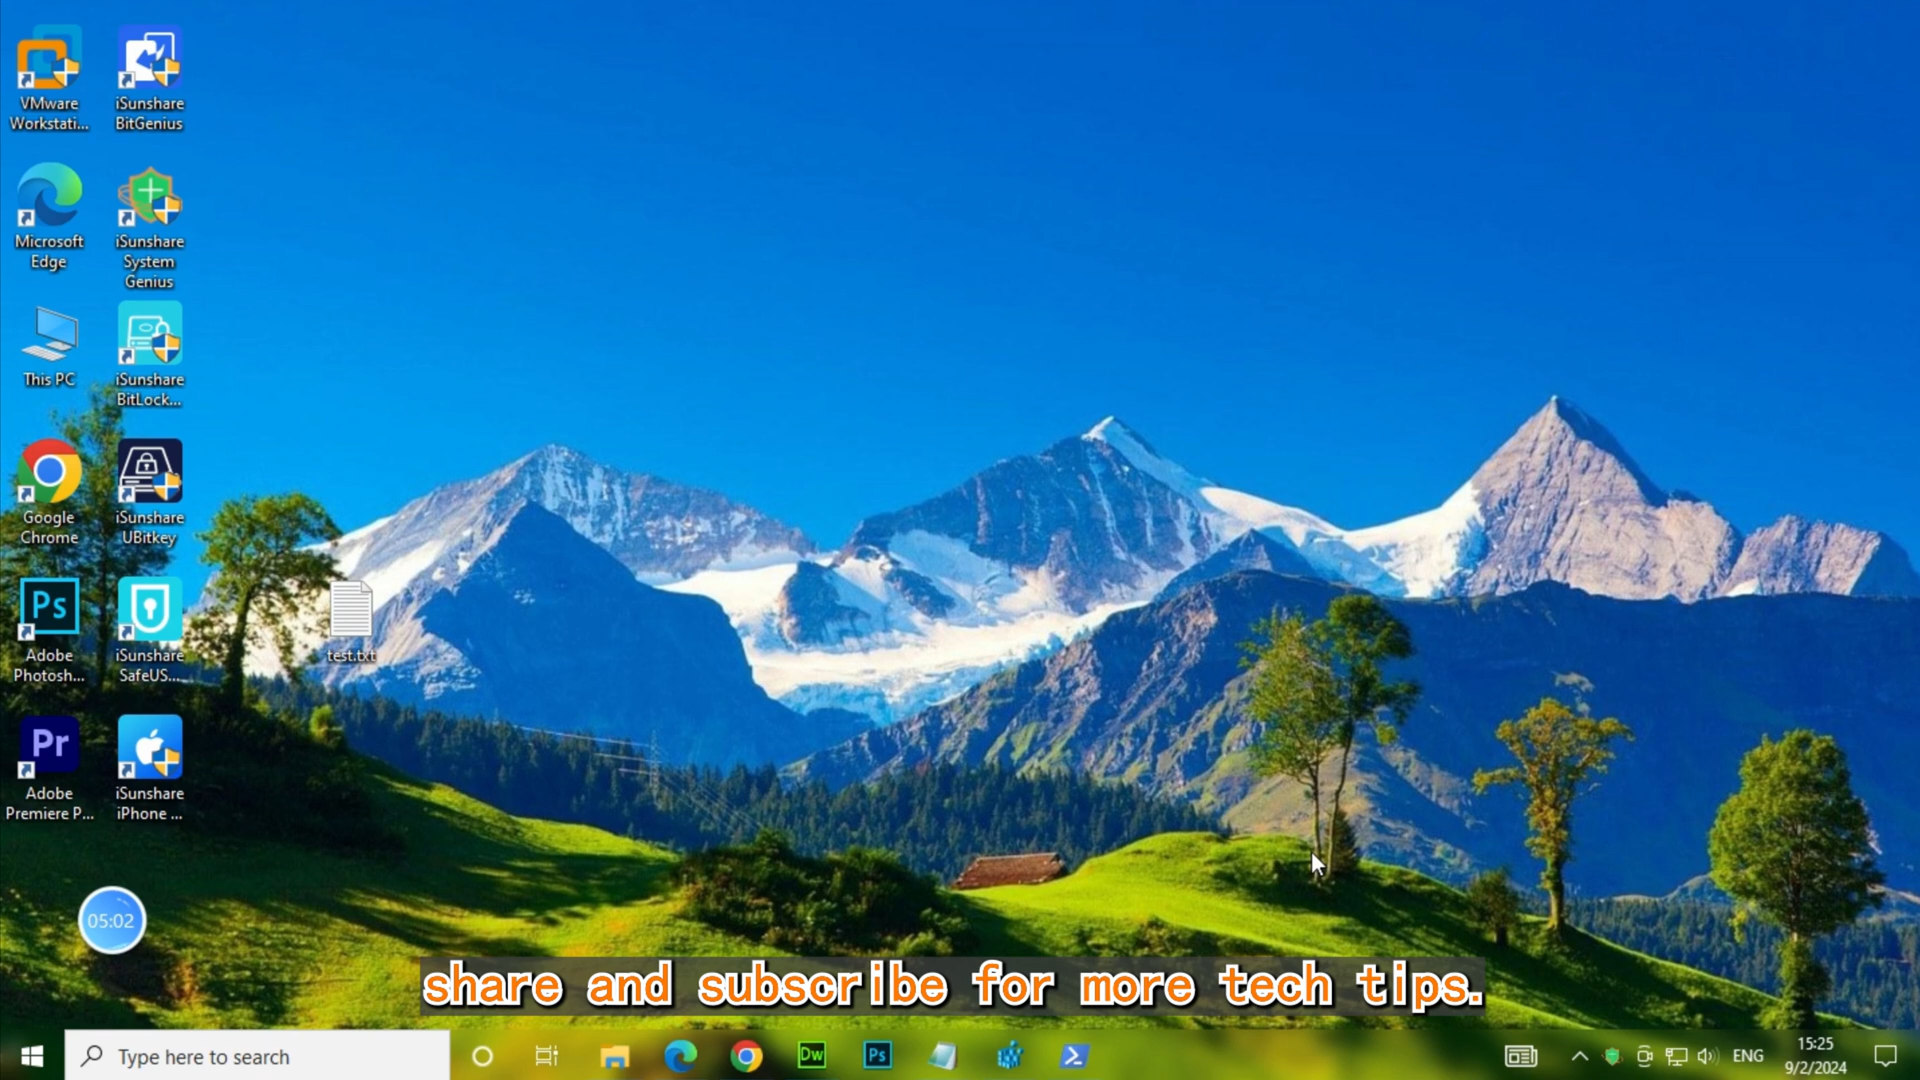 VMware
Workstati...
iSunshare
BitGenius
Microsoft
Edge
iSunshare
System
Genius
This PC
iSunshare
BitLock...
Google
Chrome
iSunshare
UBitkey
Ps
Adobe
Photosh...
iSunshare
SafeUS...
test.txt
Pr
Adobe
Premiere P...
iSunshare
iPhone ...
05:02
share and subscribe for more tech tips.
Type here to search
Dw
Ps
ENG
15:25
9/2/2024